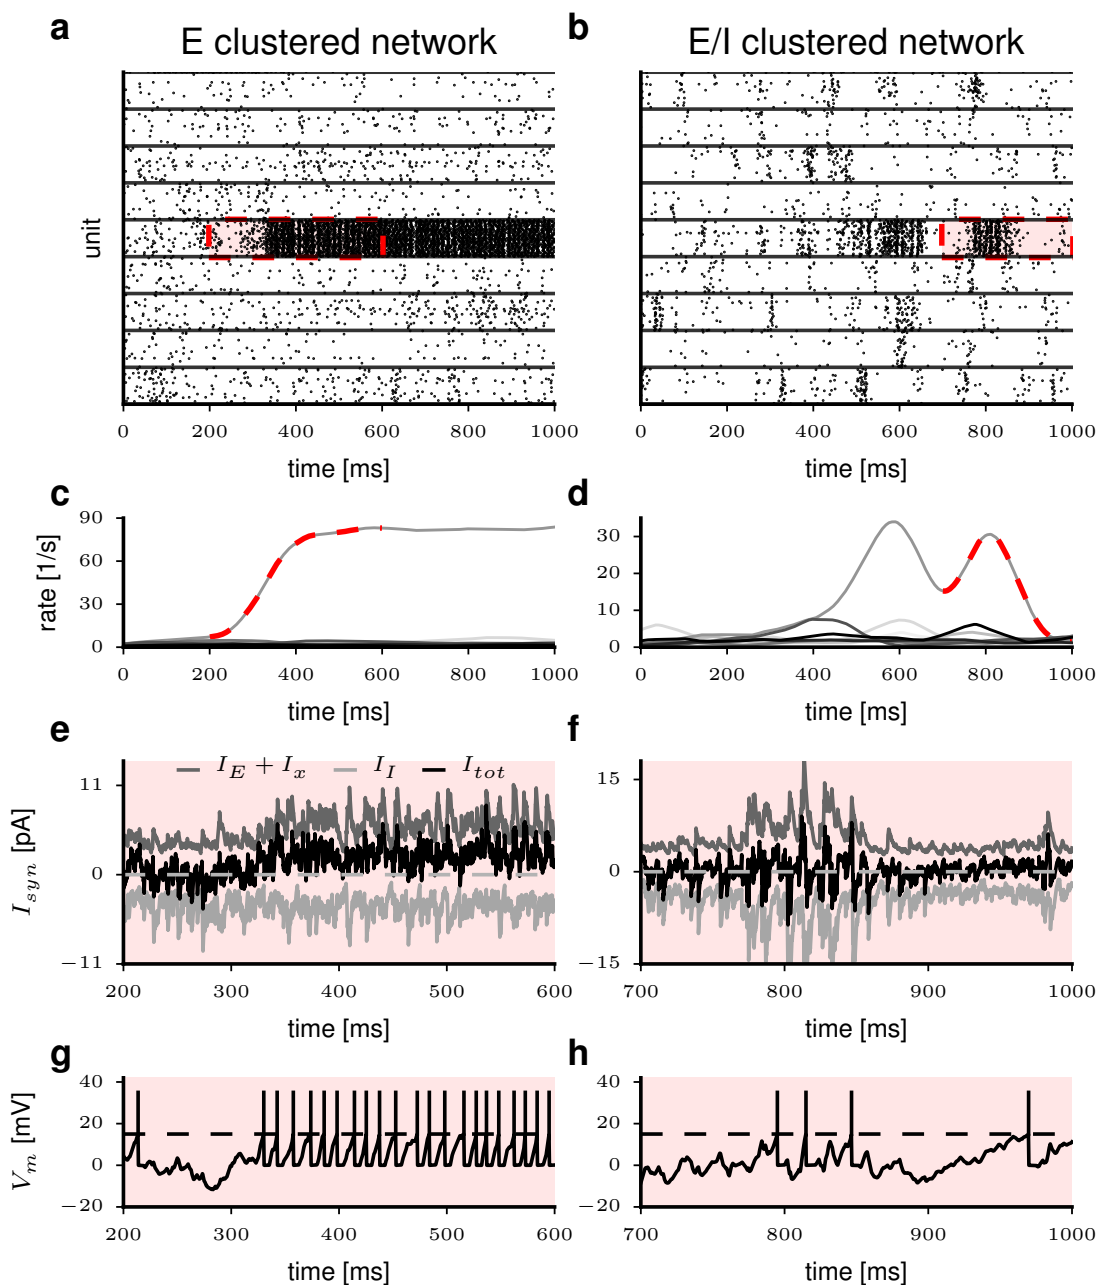 a
E clustered network
b
E/I clustered network
unit
0 200 400 600 800 1000
0 200 400 600 800 1000
time [ms]
time [ms]
c
d
rate [1/s]
90
60
30
0
30
20
10
0
0 200 400 600 800 1000
0 200 400 600 800 1000
time [ms]
time [ms]
e
f
I_{syn} [pA]
I_E + I_x I_I I_{tot}
11
0
−11
15
0
−15
200 300 400 500 600
700 800 900 1000
time [ms]
time [ms]
g
h
V_m [mV]
40
20
0
−20
40
20
0
−20
200 300 400 500 600
700 800 900 1000
time [ms]
time [ms]